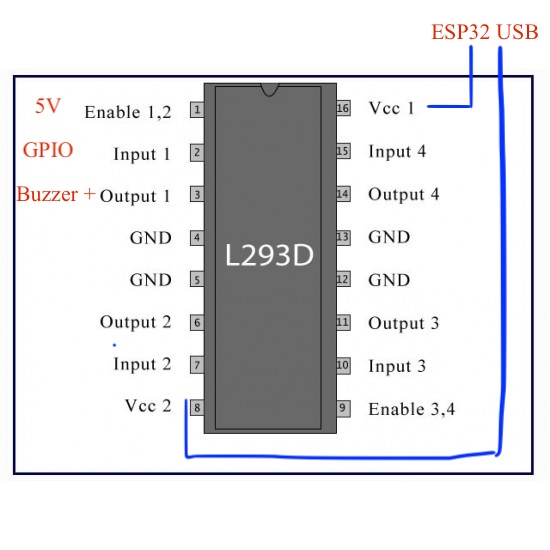 ESP32 USB
5V Enable 1,2 1 16 Vcc 1
GPIO Input 1 2 15 Input 4
Buzzer + Output 1 3 14 Output 4
GND 4 13 GND
L293D
GND 5 12 GND
Output 2 6 11 Output 3
Input 2 7 10 Input 3
Vcc 2 8 9 Enable 3,4